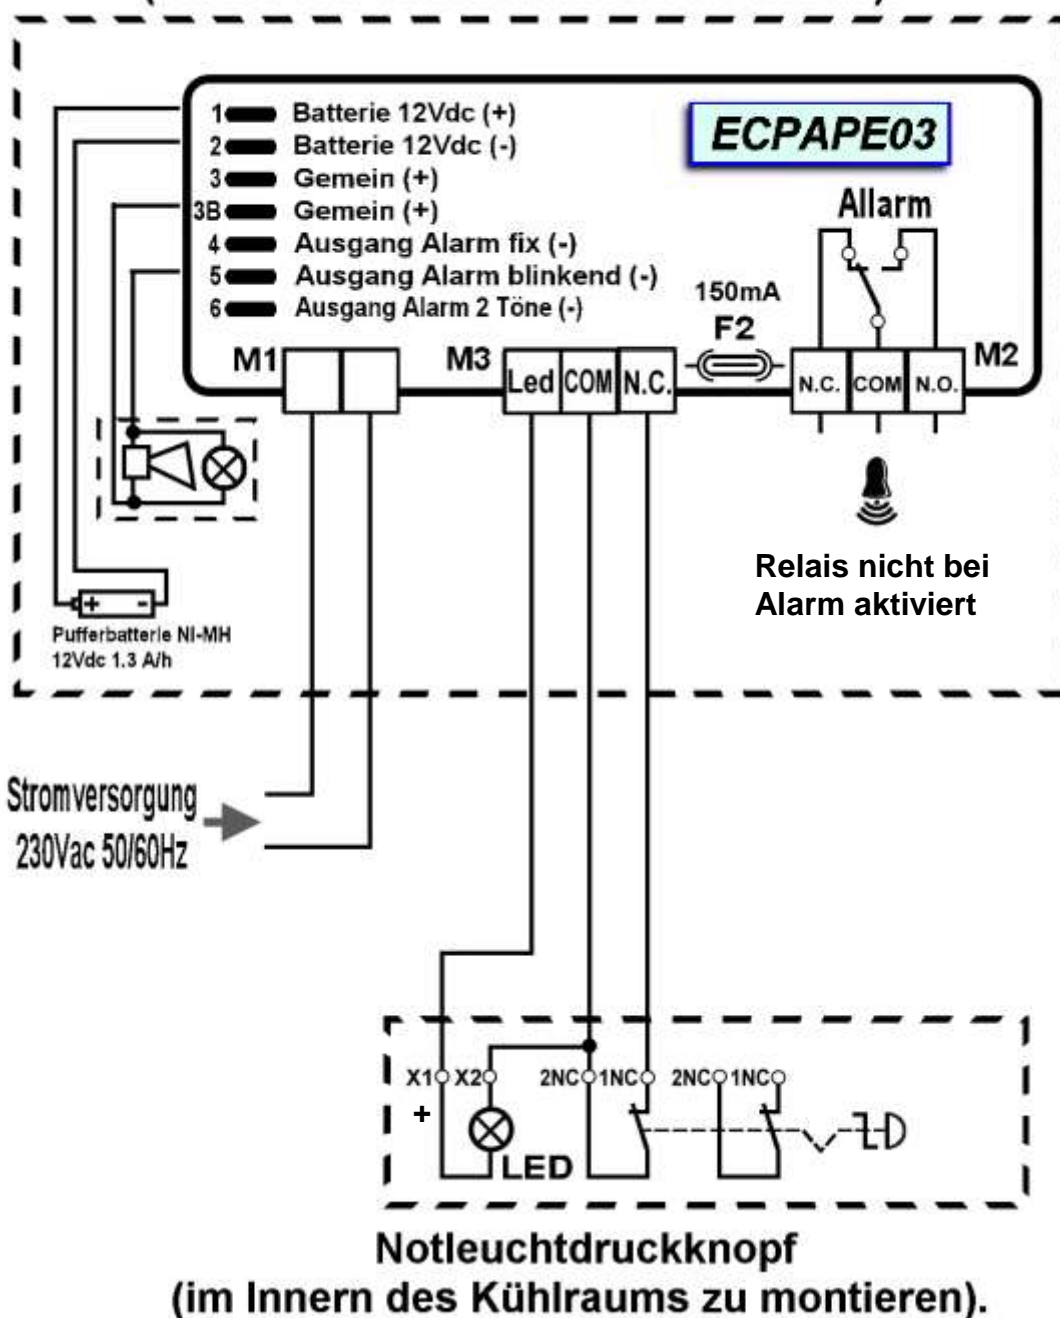 1 Batterie 12Vdc (+)
2 Batterie 12Vdc (-)
3 Gemein (+)
3B Gemein (+)
4 Ausgang Alarm fix (-)
5 Ausgang Alarm blinkend (-)
6 Ausgang Alarm 2 Töne (-)
ECPAPE03
Allarm
150mA
F2
M1
M3
Led COM N.C.
N.C. COM N.O.
M2
Relais nicht bei
Alarm aktiviert
+ -
Pufferbatterie NI-MH
12Vdc 1.3 A/h
Stromversorgung
230Vac 50/60Hz
X1 X2 2NC 1NC 2NC 1NC
+
LED
Notleuchtdruckknopf
(im Innern des Kühlraums zu montieren).